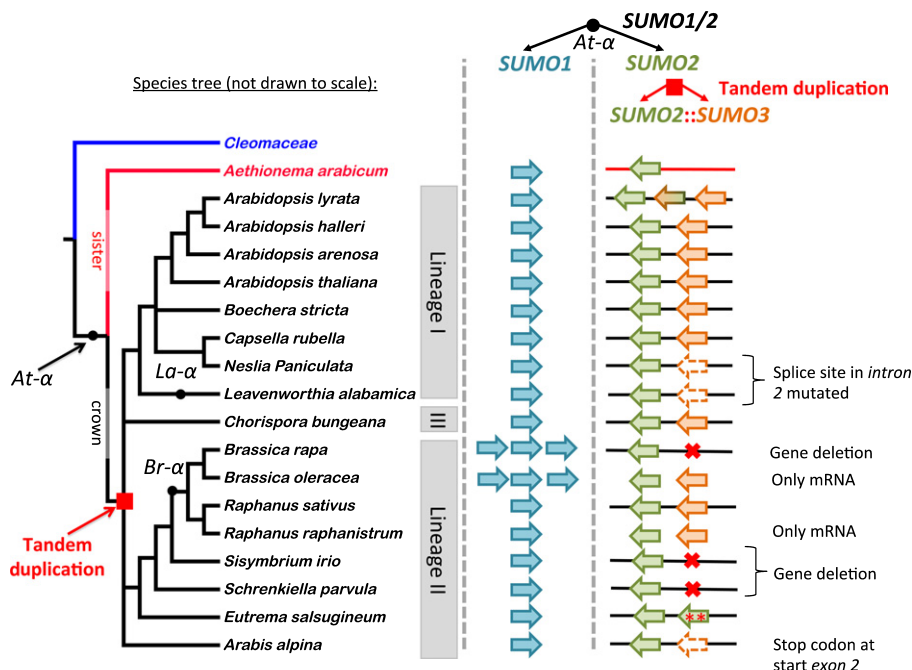 SUMO1/2
At-α
SUMO1
SUMO2
Species tree (not drawn to scale):
Tandem duplication
SUMO2::SUMO3
Cleomaceae
Aethionema arabicum
Arabidopsis lyrata
Arabidopsis halleri
Arabidopsis arenosa
Arabidopsis thaliana
Boechera stricta
Capsella rubella
Neslia Paniculata
Leavenworthia alabamica
Chorispora bungeana
Brassica rapa
Brassica oleracea
Raphanus sativus
Raphanus raphanistrum
Sisymbrium irio
Schrenkiella parvula
Eutrema salsugineum
Arabis alpina
sister
crown
At-α
La-α
Br-α
Tandem
duplication
Lineage I
III
Lineage II
Splice site in intron
2 mutated
Gene deletion
Only mRNA
Only mRNA
Gene deletion
**
Stop codon at
start exon 2